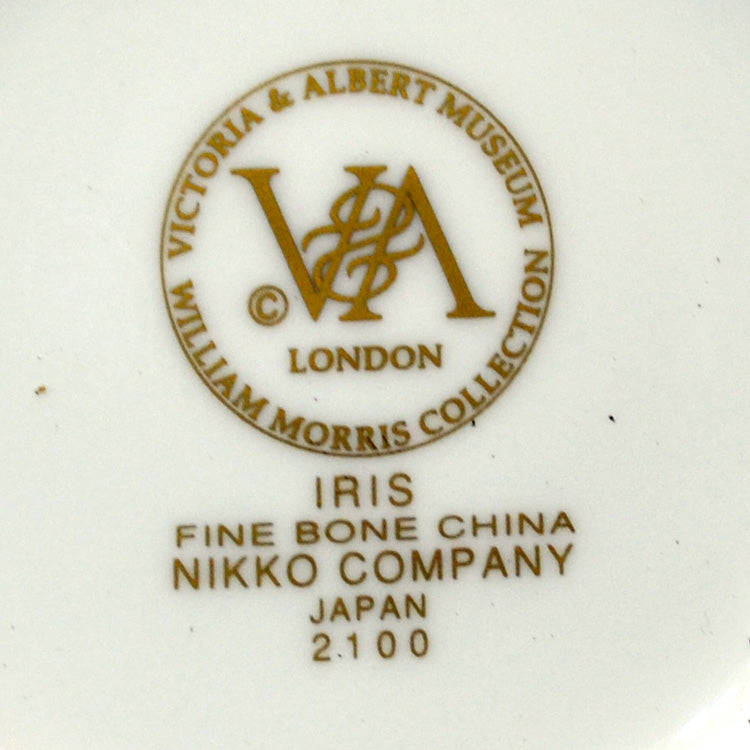 VICTORIA & ALBERT MUSEUM
VA
©
LONDON
WILLIAM MORRIS COLLECTION
IRIS
FINE BONE CHINA
NIKKO COMPANY
JAPAN
2100